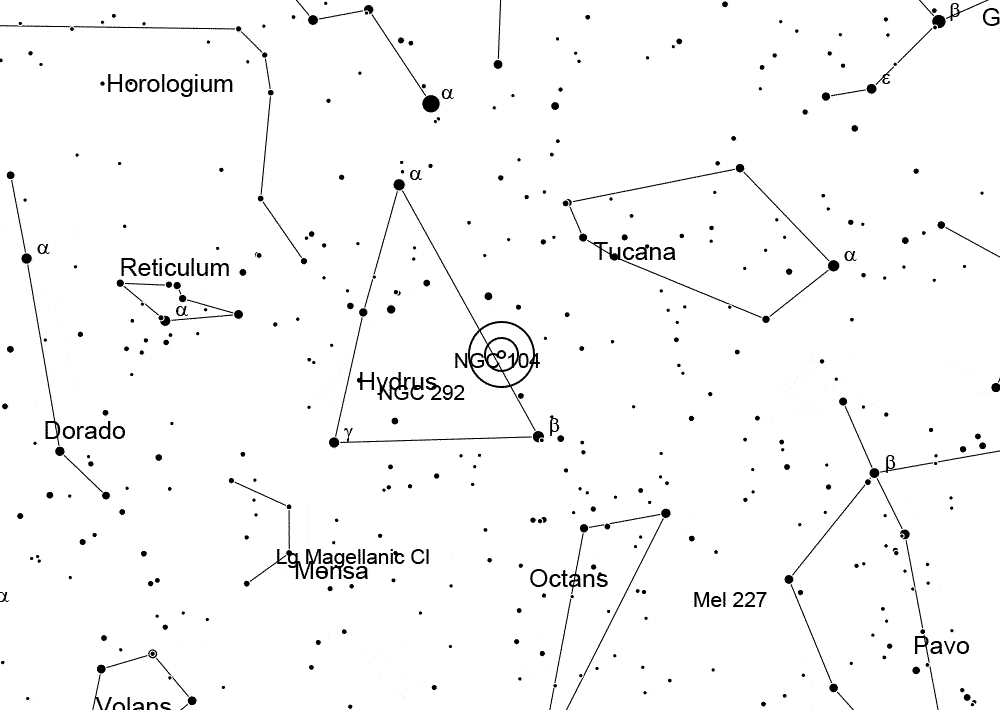 β
G
ε
Horologium
α
α
α
Reticulum
α
Tucana
α
NGC 104
Hydrus
NGC 292
γ
β
Dorado
β
Lg Magellanic Cl
Mensa
Octans
Mel 227
α
Pavo
Volans